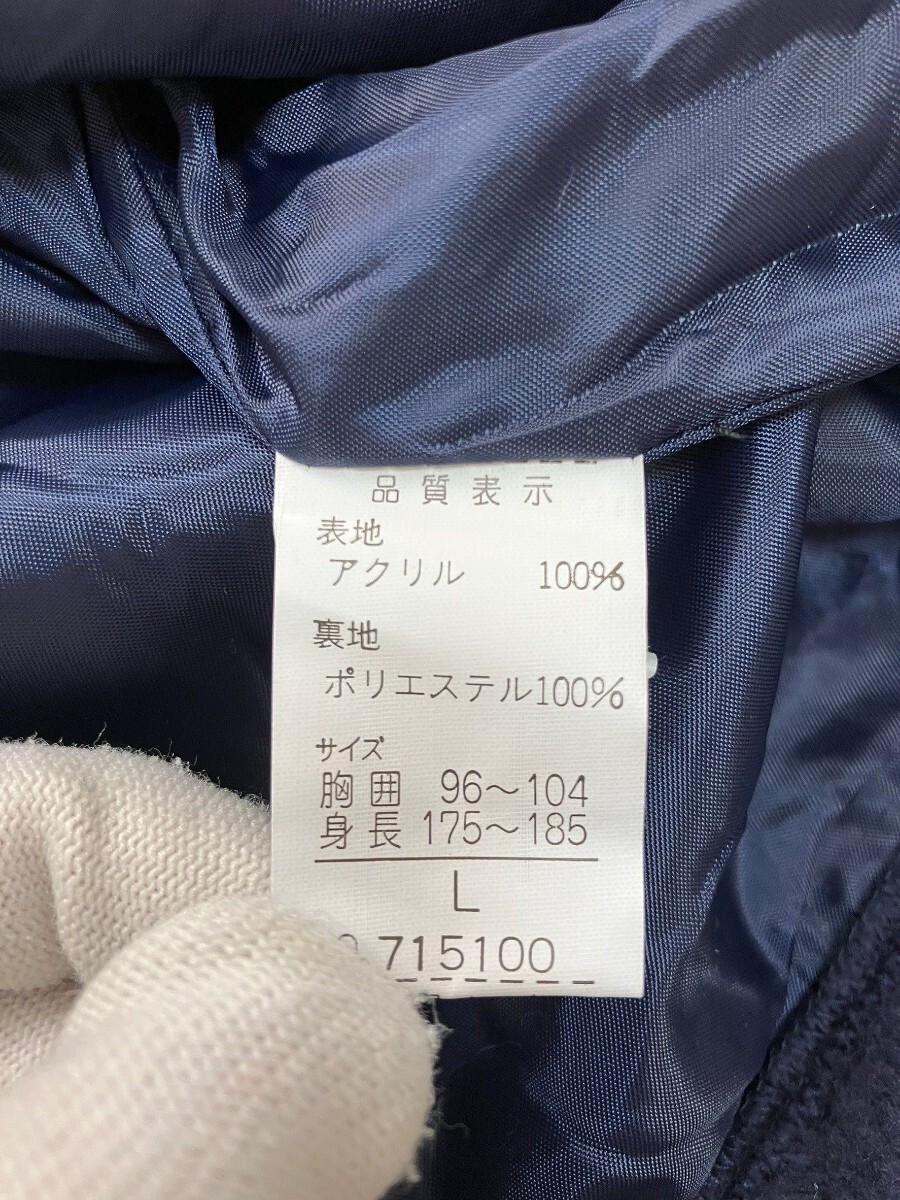 品質表示
表地
アクリル 100%
裏地
ポリエステル100%
サイズ
胸囲 96～104
身長 175～185
L
715100